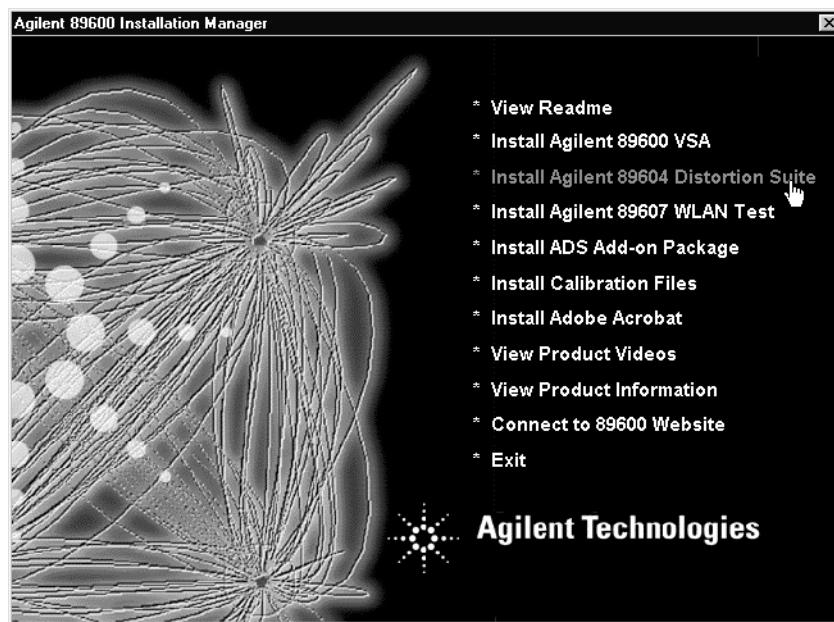 Agilent 89600 Installation Manager
* View Readme
* Install Agilent 89600 VSA
* Install Agilent 89604 Distortion Suite
* Install Agilent 89607 WLAN Test
* Install ADS Add-on Package
* Install Calibration Files
* Install Adobe Acrobat
* View Product Videos
* View Product Information
* Connect to 89600 Website
* Exit
Agilent Technologies